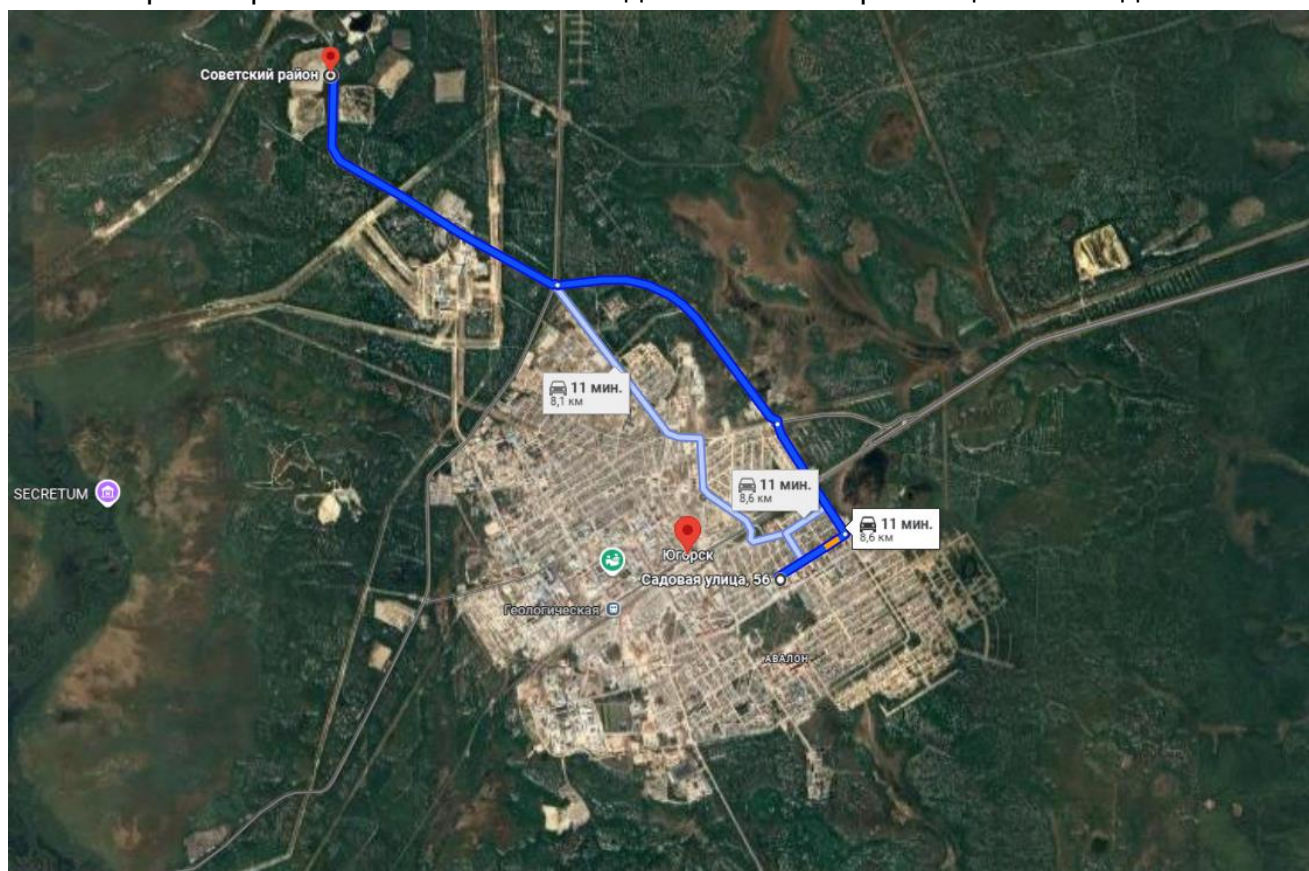 Советский район
11 мин.
8,1 км
SECRETUM
11 мин.
8,6 км
11 мин.
8,6 км
Югорск
Садовая улица, 56
Геологическая
АВАЛОН